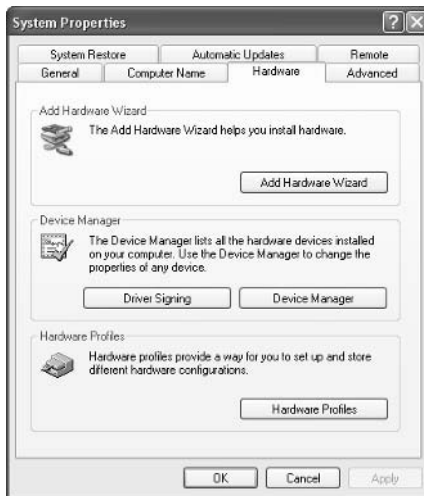 System Properties
System Restore Automatic Updates Remote
General Computer Name Hardware Advanced
Add Hardware Wizard
The Add Hardware Wizard helps you install hardware.
Add Hardware Wizard
Device Manager
The Device Manager lists all the hardware devices installed
on your computer. Use the Device Manager to change the
properties of any device.
Driver Signing Device Manager
Hardware Profiles
Hardware profiles provide a way for you to set up and store
different hardware configurations.
Hardware Profiles
OK Cancel Apply